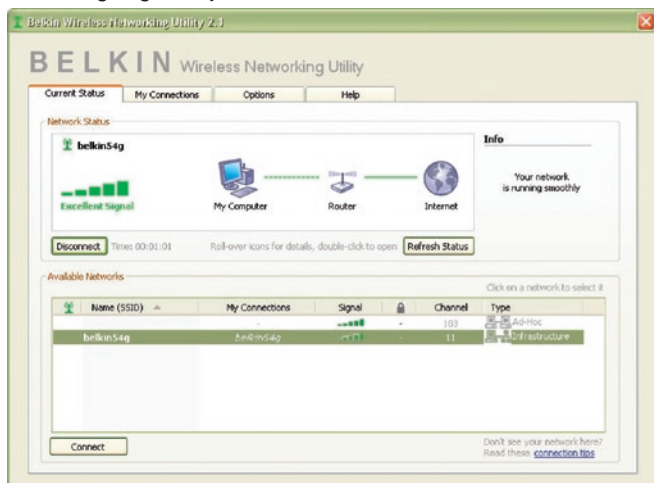 Belkin Wireless Networking Utility 2.1
BELKIN Wireless Networking Utility
Current Status My Connections Options Help
Network Status
belkin54g
Info
Your network
is running smoothly
Excellent Signal My Computer Router Internet
Disconnect Time: 00:01:01 Roll-over icons for details, double-click to open Refresh Status
Available Networks
Click on a network to select it
Name (SSID) My Connections Signal Channel Type
- - 103 Ad-Hoc
belkin54g belkin54g - 11 Infrastructure
Connect
Don't see your network here?
Read these connection tips